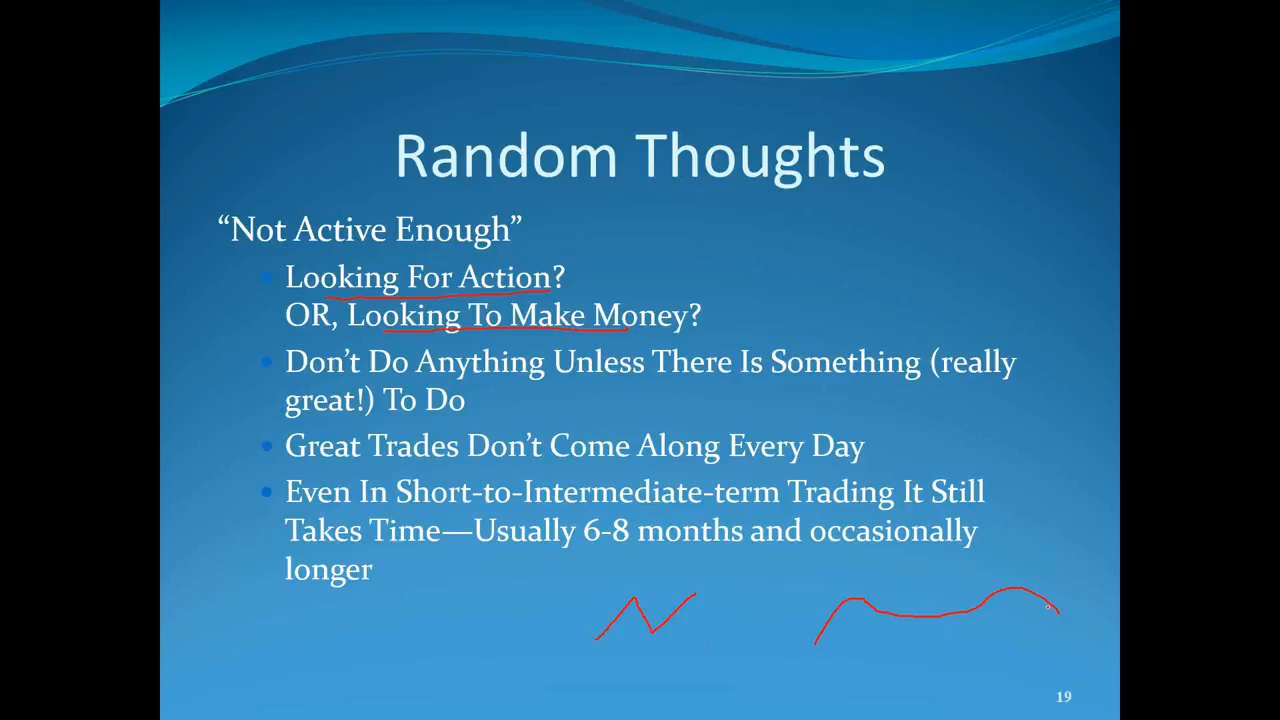 Random Thoughts
“Not Active Enough”
Looking For Action?
OR, Looking To Make Money?
Don’t Do Anything Unless There Is Something (really
great!) To Do
Great Trades Don’t Come Along Every Day
Even In Short-to-Intermediate-term Trading It Still
Takes Time—Usually 6-8 months and occasionally
longer
19